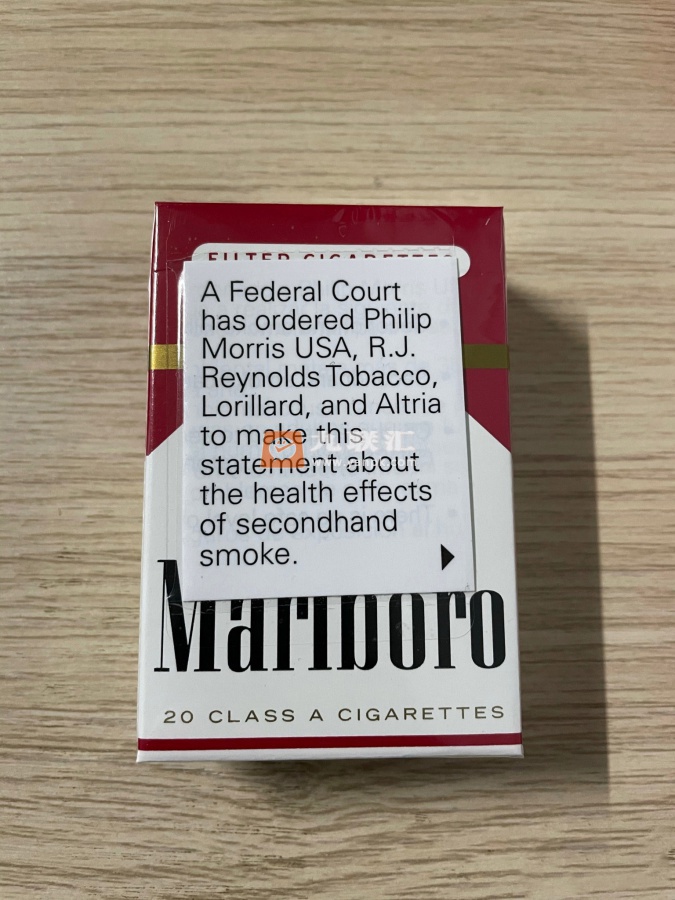 FILTER CIGARETTES
A Federal Court
has ordered Philip
Morris USA, R.J.
Reynolds Tobacco,
Lorillard, and Altria
to make this
statement about
the health effects
of secondhand
smoke.
Marlboro
20 CLASS A CIGARETTES